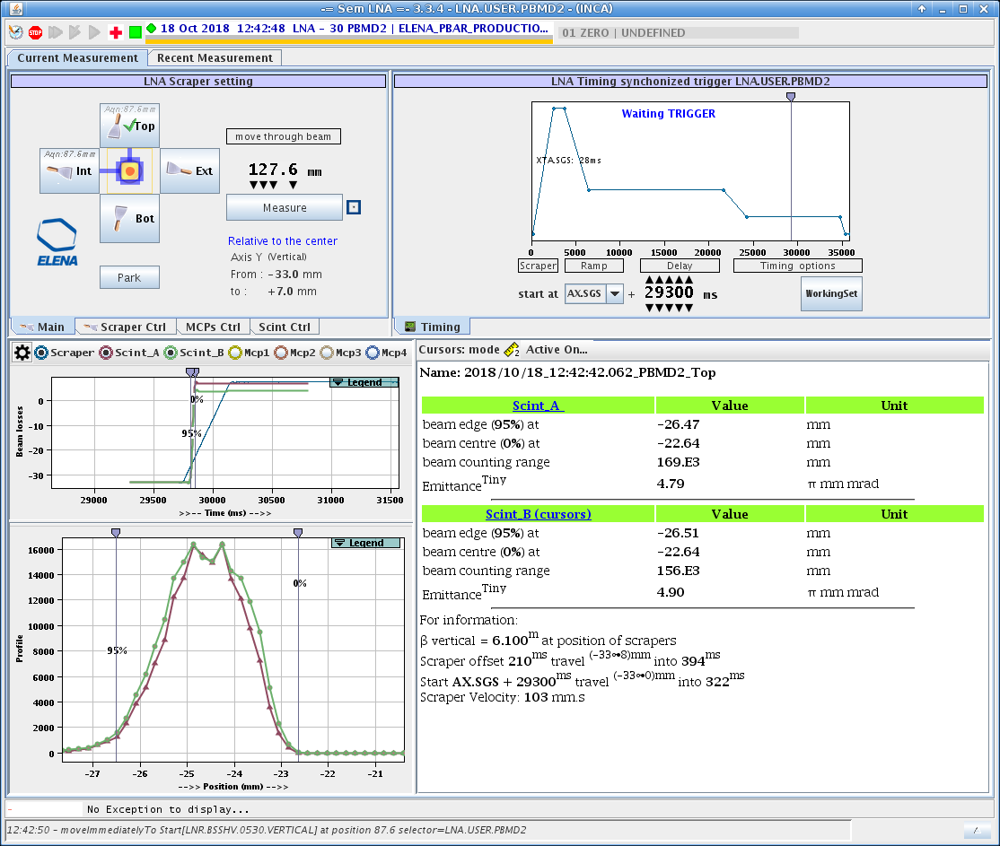 -= Sem LNA =- 3.3.4 - LNA.USER.PBMD2 - (INCA)
STOP
18 Oct 2018 12:42:48 LNA - 30 PBMD2 | ELENA_PBAR_PRODUCTIO...
01 ZERO | UNDEFINED
Current Measurement
Recent Measurement
LNA Scraper setting
Aqn:87.6mm
Top
Aqn:87.6mm
Int
Ext
Bot
Park
ELENA
move through beam
127.6 mm
Measure
Relative to the center
Axis Y (Vertical)
From : -33.0 mm
to : +7.0 mm
Main
Scraper Ctrl
MCPs Ctrl
Scint Ctrl
LNA Timing synchonized trigger LNA.USER.PBMD2
Waiting TRIGGER
XTA.SGS: 28ms
0 5000 10000 15000 20000 25000 30000 35000
Scraper
Ramp
Delay
Timing options
start at AX.SGS + 29300 ms
WorkingSet
Timing
Scraper Scint_A Scint_B Mcp1 Mcp2 Mcp3 Mcp4
Legend
0%
95%
Beam losses
0
-10
-20
-30
29000 29500 30000 30500 31000 31500
>>-- Time (ms) -->>
Legend
0%
95%
Profile
16000
14000
12000
10000
8000
6000
4000
2000
0
-27 -26 -25 -24 -23 -22 -21
-->> Position (mm) -->>
Cursors: mode 2 Active On...
Name: 2018/10/18_12:42:42.062_PBMD2_Top
Scint_A Value Unit
beam edge (95%) at -26.47 mm
beam centre (0%) at -22.64 mm
beam counting range 169.E3 mm
Emittance Tiny 4.79 π mm mrad
Scint_B (cursors) Value Unit
beam edge (95%) at -26.51 mm
beam centre (0%) at -22.64 mm
beam counting range 156.E3 mm
Emittance Tiny 4.90 π mm mrad
For information:
β vertical = 6.100 m at position of scrapers
Scraper offset 210 ms travel (-33⊶8)mm into 394 ms
Start AX.SGS + 29300 ms travel (-33⊶0)mm into 322 ms
Scraper Velocity: 103 mm.s
- No Exception to display...
12:42:50 - moveImmediatelyTo Start[LNR.BSSHV.0530.VERTICAL] at position 87.6 selector=LNA.USER.PBMD2